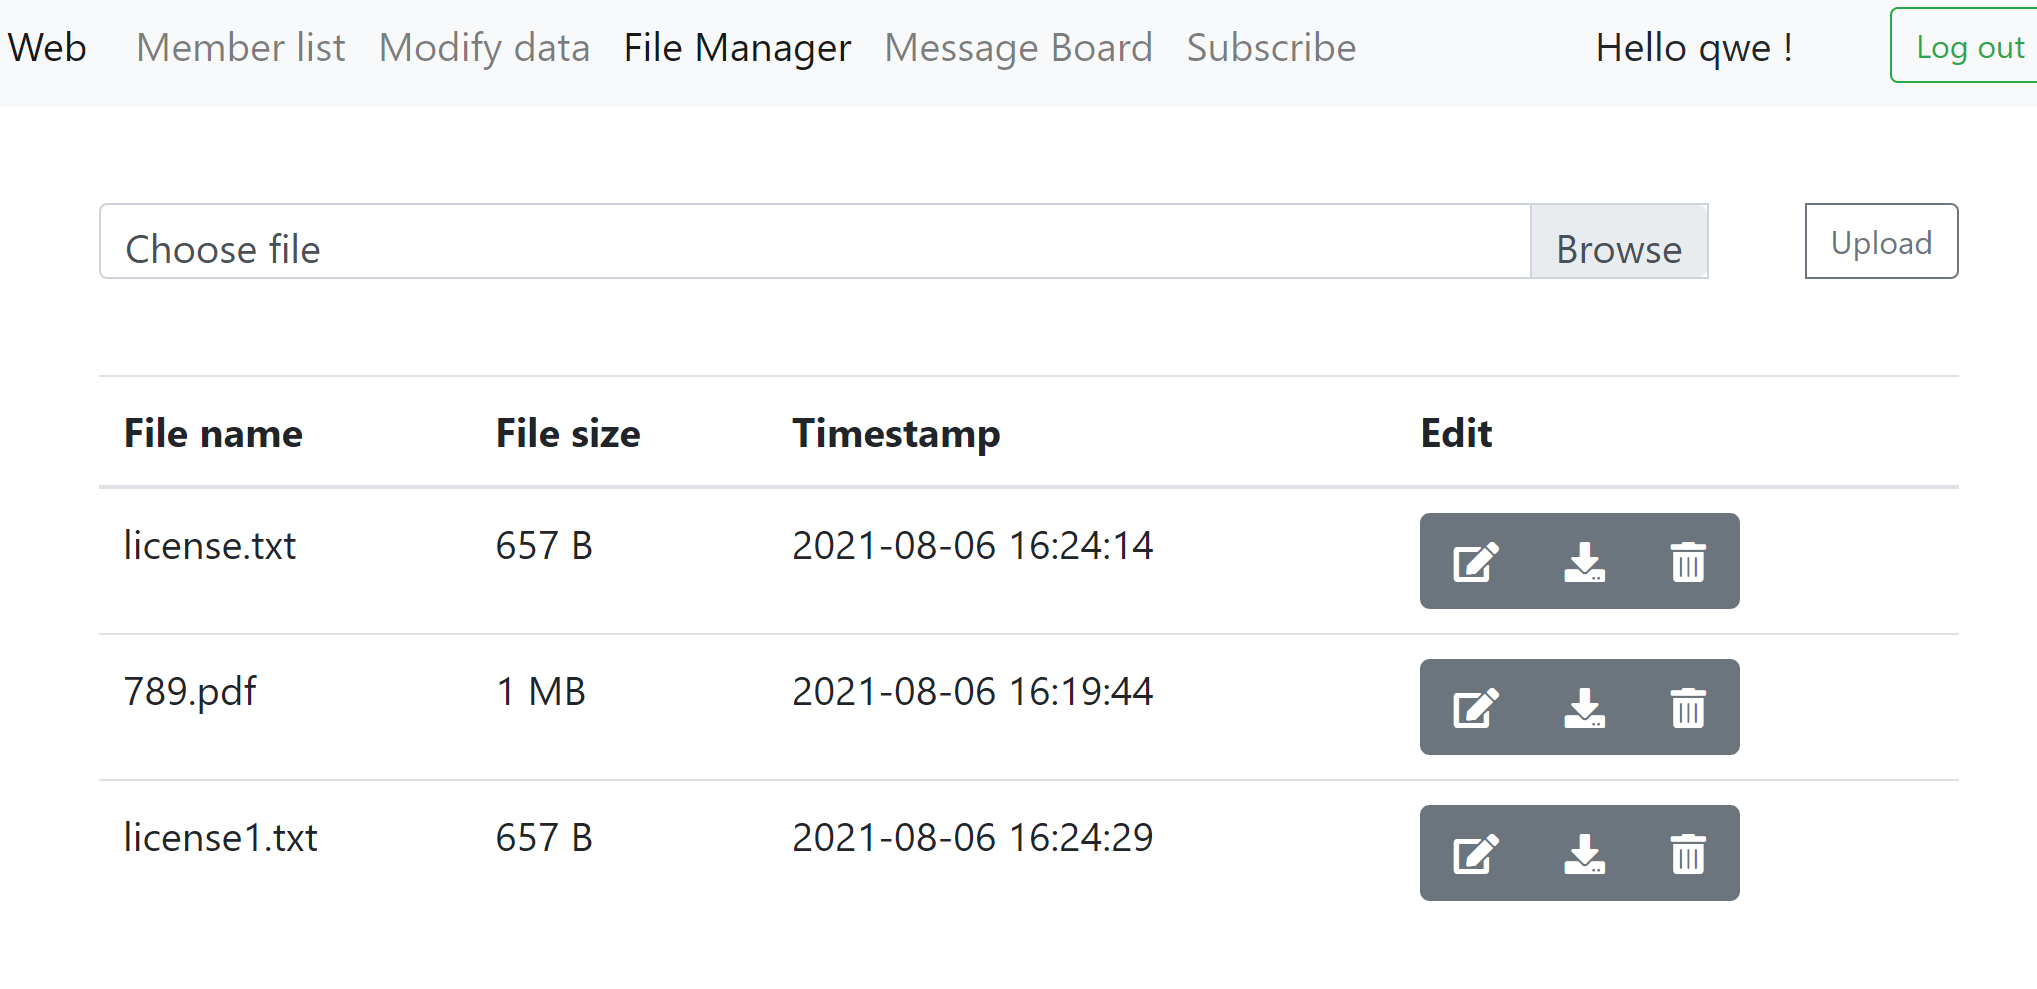 Web Member list Modify data File Manager Message Board Subscribe Hello qwe ! Log out
Choose file Browse Upload
File name File size Timestamp Edit
license.txt 657 B 2021-08-06 16:24:14
789.pdf 1 MB 2021-08-06 16:19:44
license1.txt 657 B 2021-08-06 16:24:29